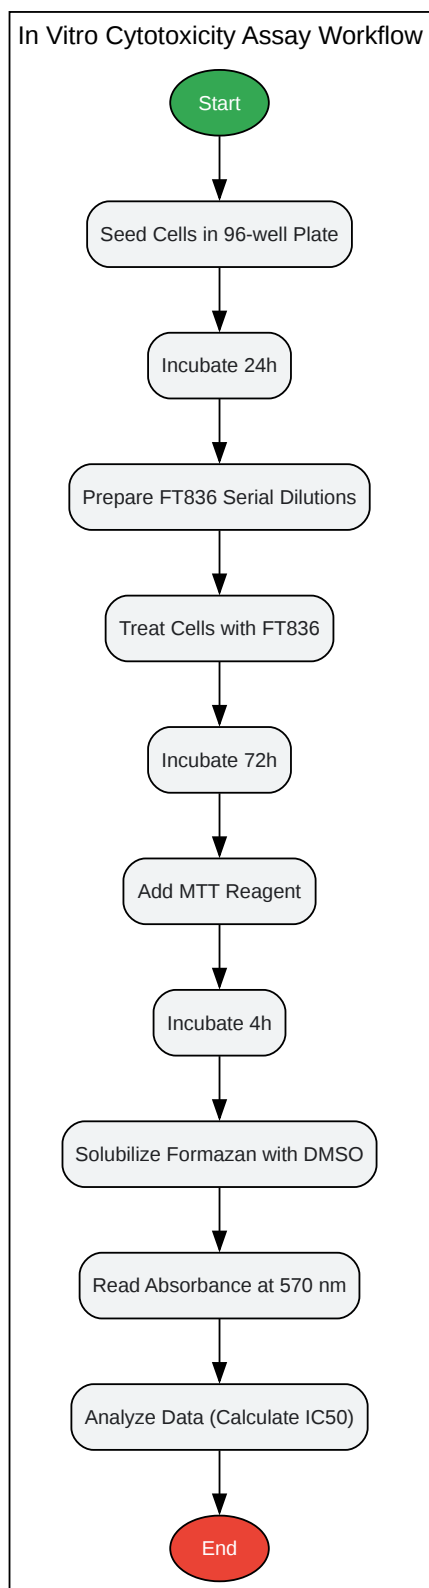 In Vitro Cytotoxicity Assay Workflow
Start
Seed Cells in 96-well Plate
Incubate 24h
Prepare FT836 Serial Dilutions
Treat Cells with FT836
Incubate 72h
Add MTT Reagent
Incubate 4h
Solubilize Formazan with DMSO
Read Absorbance at 570 nm
Analyze Data (Calculate IC50)
End